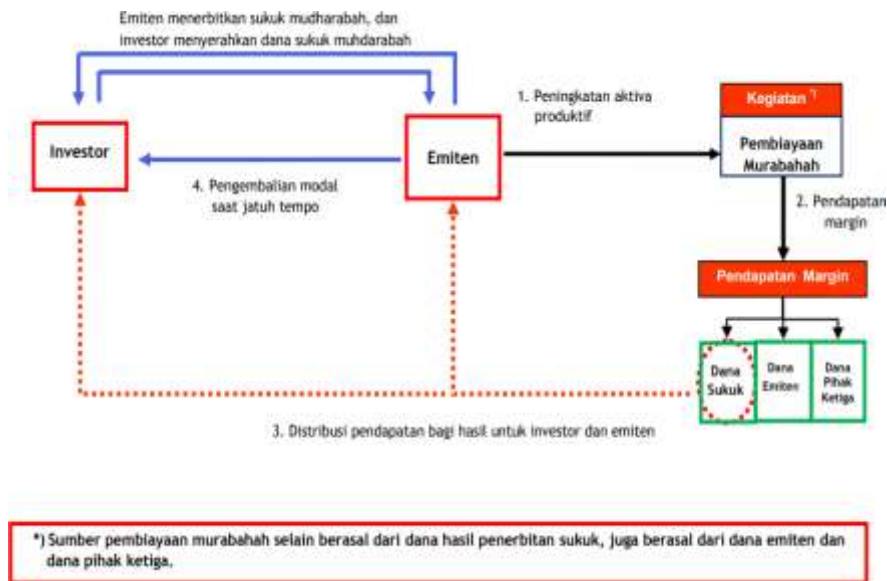 Emiten menerbitkan sukuk mudharabah, dan
investor menyerahkan dana sukuk muhdarabah
Investor
Emiten
1. Peningkatan aktiva
produktif
Kegiatan *)
Pembiayaan
Murabahah
4. Pengembalian modal
saat jatuh tempo
2. Pendapatan
margin
Pendapatan Margin
Dana
Sukuk
Dana
Emiten
Dana
Pihak
Ketiga
3. Distribusi pendapatan bagi hasil untuk investor dan emiten
*) Sumber pembiayaan murabahah selain berasal dari dana hasil penerbitan sukuk, juga berasal dari dana emiten dan
dana pihak ketiga.